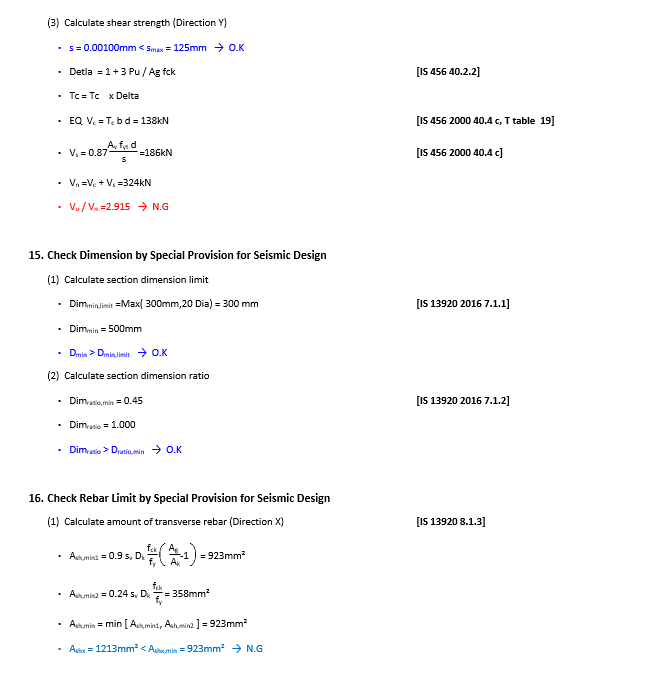 (3) Calculate shear strength (Direction Y)
• s = 0.00100mm < smax = 125mm → O.K
• Detla = 1 + 3 Pu / Ag fck [IS 456 40.2.2]
• Tc = Tc x Delta
• EQ Vc = Tc b d = 138kN [IS 456 2000 40.4 c, T table 19]
• Vs = 0.87 Av fyt d / s =186kN [IS 456 2000 40.4 c]
• Vn =Vc + Vs =324kN
• Vu / Vn =2.915 → N.G
15. Check Dimension by Special Provision for Seismic Design
(1) Calculate section dimension limit
• Dimmin,limit =Max( 300mm,20 Dia) = 300 mm [IS 13920 2016 7.1.1]
• Dimmin = 500mm
• Dmin > Dmin,limit → O.K
(2) Calculate section dimension ratio
• Dimratio,min = 0.45 [IS 13920 2016 7.1.2]
• Dimratio = 1.000
• Dimratio > Dratio,min → O.K
16. Check Rebar Limit by Special Provision for Seismic Design
(1) Calculate amount of transverse rebar (Direction X) [IS 13920 8.1.3]
• Ash,min1 = 0.9 sv Dk fck / fy ( Ag / Ak -1 ) = 923mm²
• Ash,min2 = 0.24 sv Dk fck / fy = 358mm²
• Ash,min = min [ Ash,min1, Ash,min2 ] = 923mm²
• Ashx = 1213mm² < Ashx,min = 923mm² → N.G